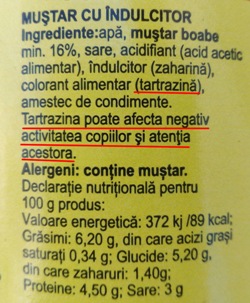 MUŞTAR CU ÎNDULCITOR
Ingrediente:apă, muştar boabe
min. 16%, sare, acidifiant (acid acetic
alimentar), îndulcitor (zaharină),
colorant alimentar (tartrazină),
amestec de condimente.
Tartrazina poate afecta negativ
activitatea copiilor şi atenţia
acestora.
Alergeni: conţine muştar.
Declaraţie nutriţională pentru
100 g produs:
Valoare energetică: 372 kj /89 kcal;
Grăsimi: 6,20 g, din care acizi graşi
saturaţi 0,34 g; Glucide: 5,20 g,
din care zaharuri: 1,40g;
Proteine: 4,50 g; Sare: 3 g